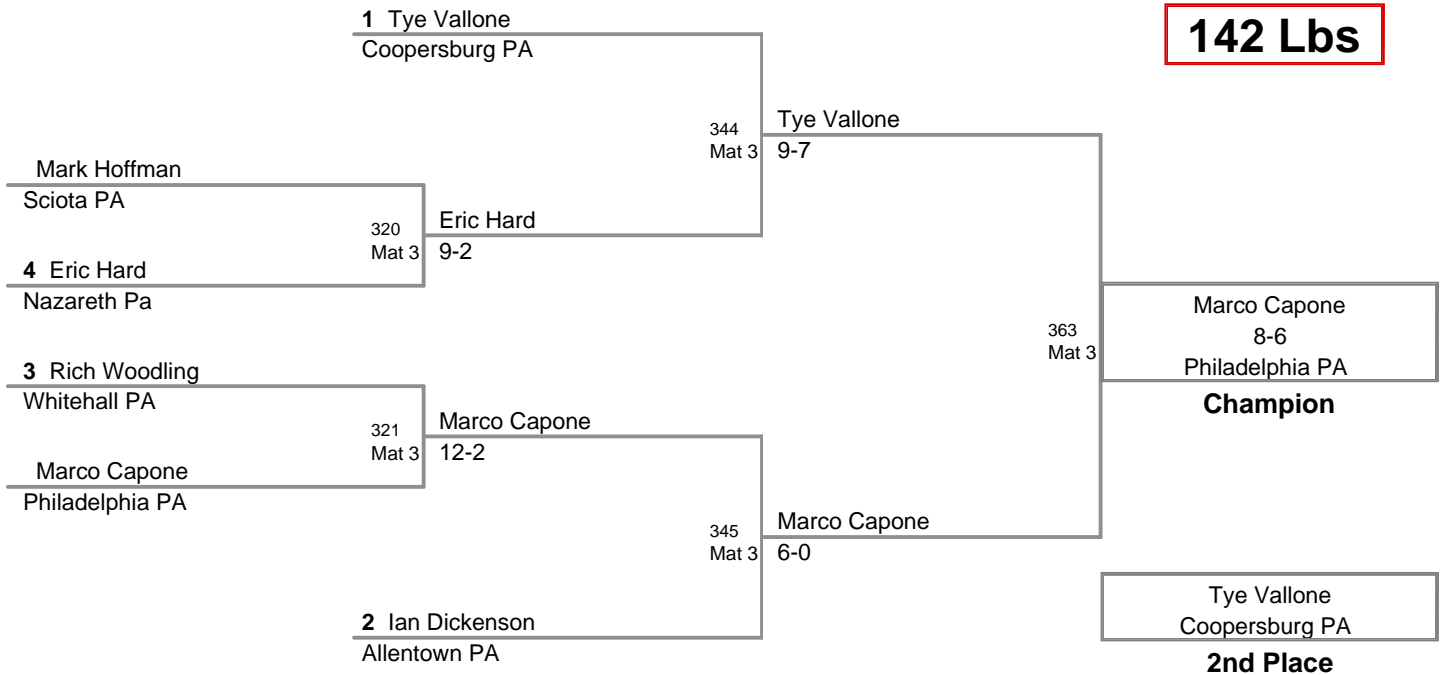 142 Lbs
1 Tye Vallone
Coopersburg PA
344
Mat 3
Tye Vallone
9-7
Mark Hoffman
Sciota PA
320
Mat 3
Eric Hard
9-2
4 Eric Hard
Nazareth Pa
363
Mat 3
Marco Capone
8-6
Philadelphia PA
Champion
3 Rich Woodling
Whitehall PA
321
Mat 3
Marco Capone
12-2
Marco Capone
Philadelphia PA
345
Mat 3
Marco Capone
6-0
2 Ian Dickenson
Allentown PA
Tye Vallone
Coopersburg PA
2nd Place